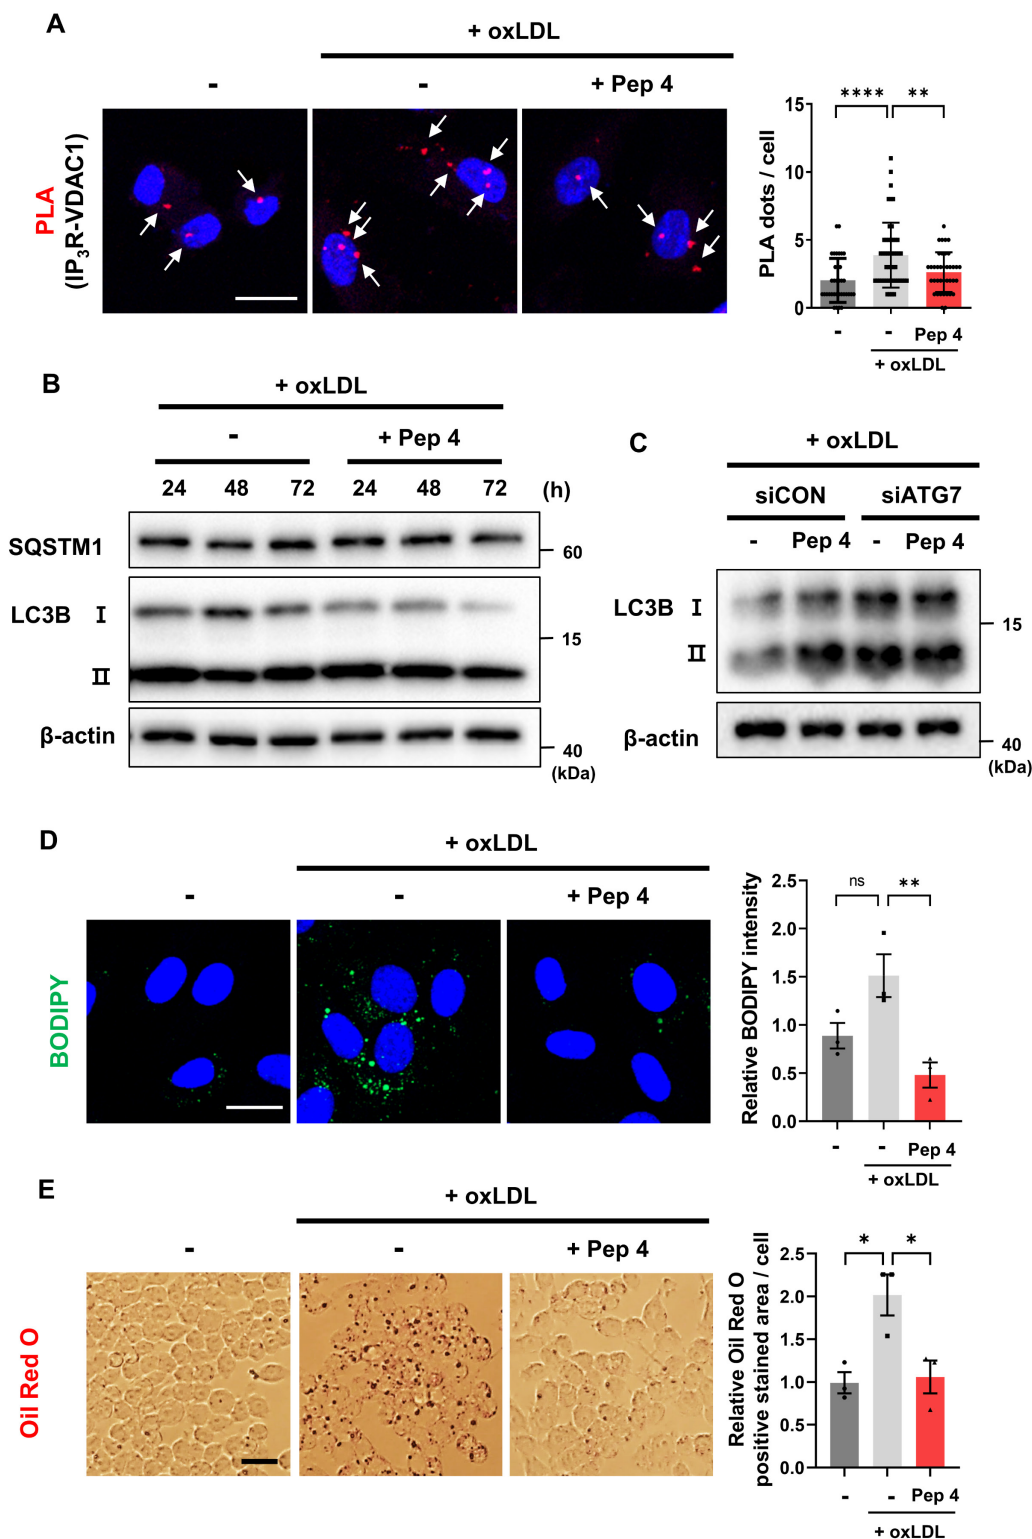 A
+ oxLDL
-
-
+ Pep 4
PLA
(IP3R-VDAC1)
PLA dots / cell
15
10
5
0
****
**
-
-
Pep 4
+ oxLDL
B
+ oxLDL
-
+ Pep 4
24 48 72 24 48 72 (h)
SQSTM1
60
LC3B I
15
II
β-actin
40
(kDa)
C
+ oxLDL
siCON siATG7
- Pep 4 - Pep 4
LC3B I
15
II
β-actin
40
(kDa)
D
+ oxLDL
-
-
+ Pep 4
BODIPY
Relative BODIPY intensity
2.5
2.0
1.5
1.0
0.5
0.0
ns
**
-
-
Pep 4
+ oxLDL
E
+ oxLDL
-
-
+ Pep 4
Oil Red O
Relative Oil Red O
positive stained area / cell
2.5
2.0
1.5
1.0
0.5
0.0
*
*
-
-
Pep 4
+ oxLDL